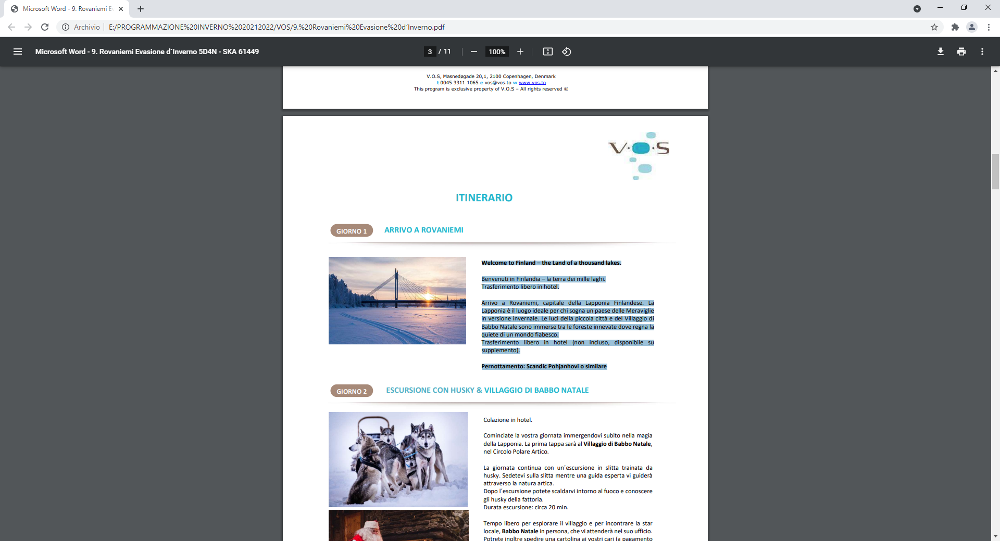 Microsoft Word - 9. Rovaniemi Ev
Archivio
E:/PROGRAMMAZIONE%20INVERNO%2020212022/VOS/9.%20Rovaniemi%20Evasione%20d´Inverno.pdf
Microsoft Word - 9. Rovaniemi Evasione d´Inverno 5D4N - SKA 61449
3 / 11
100%
V.O.S, Masnedøgade 20,1, 2100 Copenhagen, Denmark
t 0045 3311 1065 e vos@vos.to w www.vos.to
This program is exclusive property of V.O.S – All rights reserved ©
V·O·S
ITINERARIO
GIORNO 1
ARRIVO A ROVANIEMI
Welcome to Finland – the Land of a thousand lakes.
Benvenuti in Finlandia – la terra dei mille laghi.
Trasferimento libero in hotel.
Arrivo a Rovaniemi, capitale della Lapponia Finlandese. La
Lapponia è il luogo ideale per chi sogna un paese delle Meraviglie
in versione invernale. Le luci della piccola città e del Villaggio di
Babbo Natale sono immerse tra le foreste innevate dove regna la
quiete di un mondo fiabesco.
Trasferimento libero in hotel (non incluso, disponibile su
supplemento).
Pernottamento: Scandic Pohjanhovi o similare
GIORNO 2
ESCURSIONE CON HUSKY & VILLAGGIO DI BABBO NATALE
Colazione in hotel.
Cominciate la vostra giornata immergendovi subito nella magia
della Lapponia. La prima tappa sarà al Villaggio di Babbo Natale,
nel Circolo Polare Artico.
La giornata continua con un´escursione in slitta trainata da
husky. Sedetevi sulla slitta mentre una guida esperta vi guiderà
attraverso la natura artica.
Dopo l´escursione potete scaldarvi intorno al fuoco e conoscere
gli husky della fattoria.
Durata escursione: circa 20 min.
Tempo libero per esplorare il villaggio e per incontrare la star
locale, Babbo Natale in persona, che vi attenderà nel suo ufficio.
Potrete inoltre spedire una cartolina ai vostri cari (a pagamento